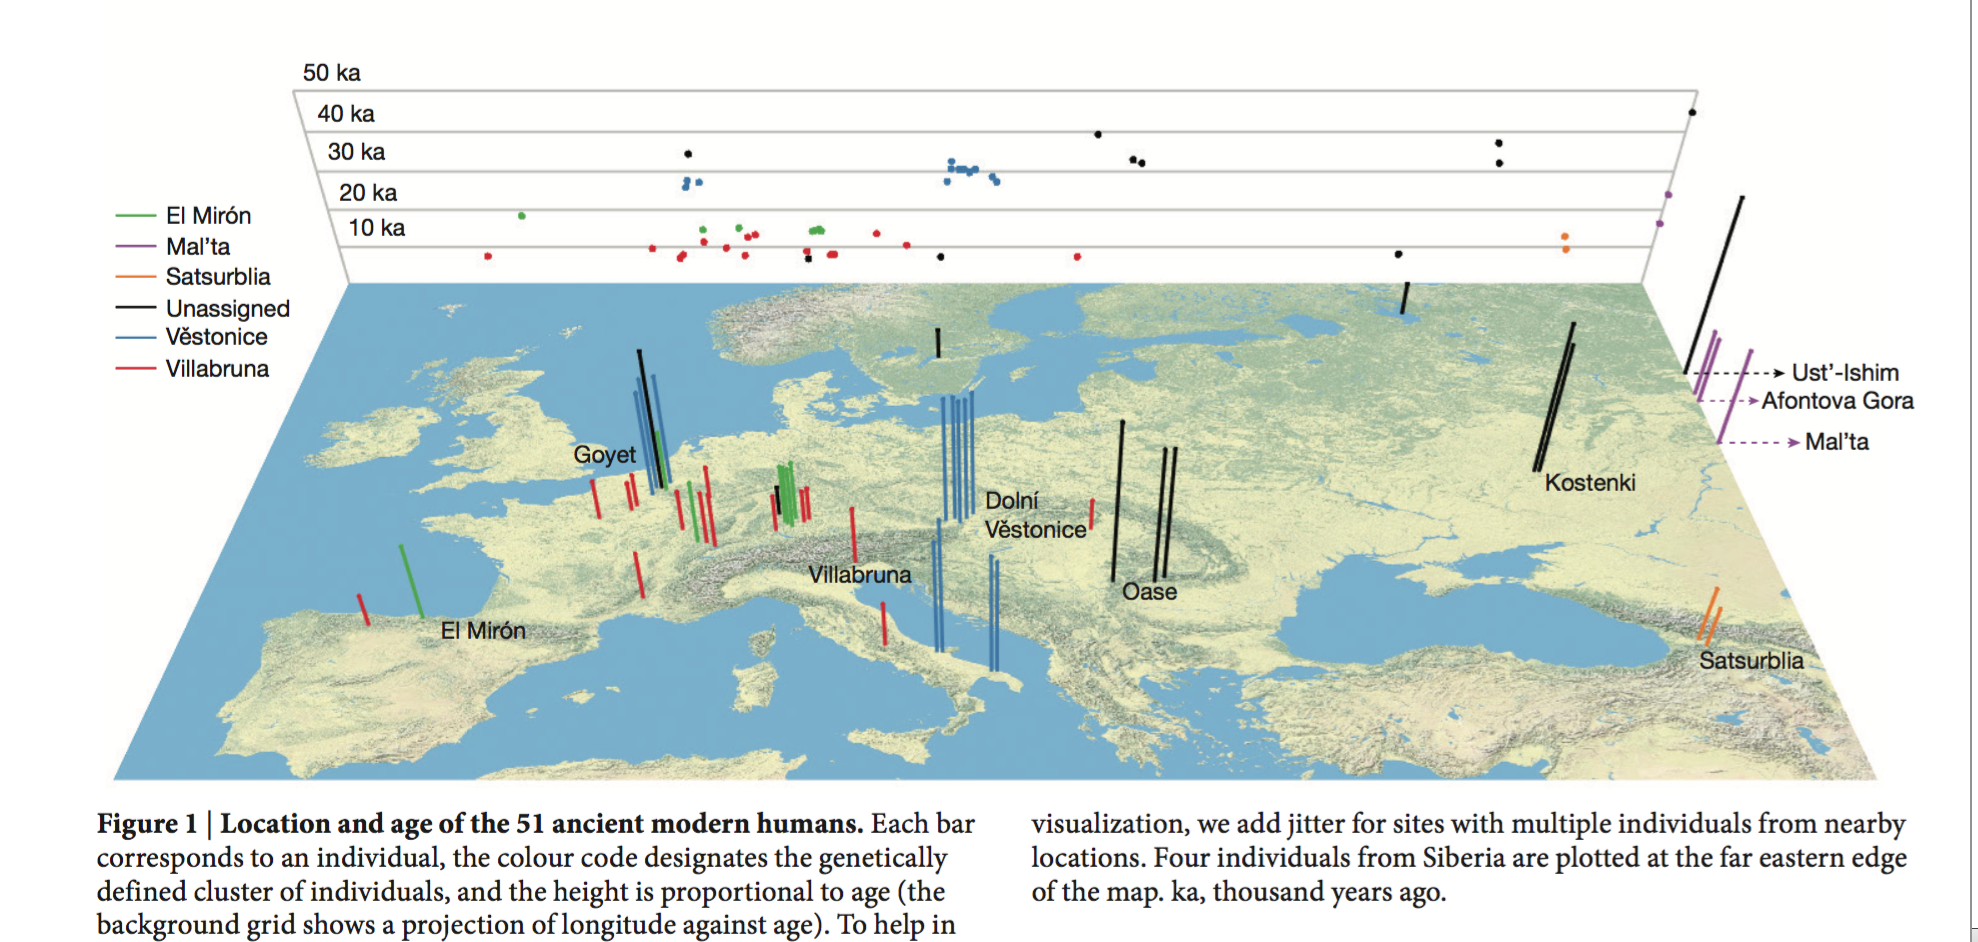 50 ka
40 ka
30 ka
20 ka
10 ka
El Mirón
Mal'ta
Satsurblia
Unassigned
Věstonice
Villabruna
Goyet
Dolní
Věstonice
Villabruna
Oase
El Mirón
Kostenki
Satsurblia
Ust'-Ishim
Afontova Gora
Mal'ta
Figure 1 | Location and age of the 51 ancient modern humans. Each bar
corresponds to an individual, the colour code designates the genetically
defined cluster of individuals, and the height is proportional to age (the
background grid shows a projection of longitude against age). To help in
visualization, we add jitter for sites with multiple individuals from nearby
locations. Four individuals from Siberia are plotted at the far eastern edge
of the map. ka, thousand years ago.